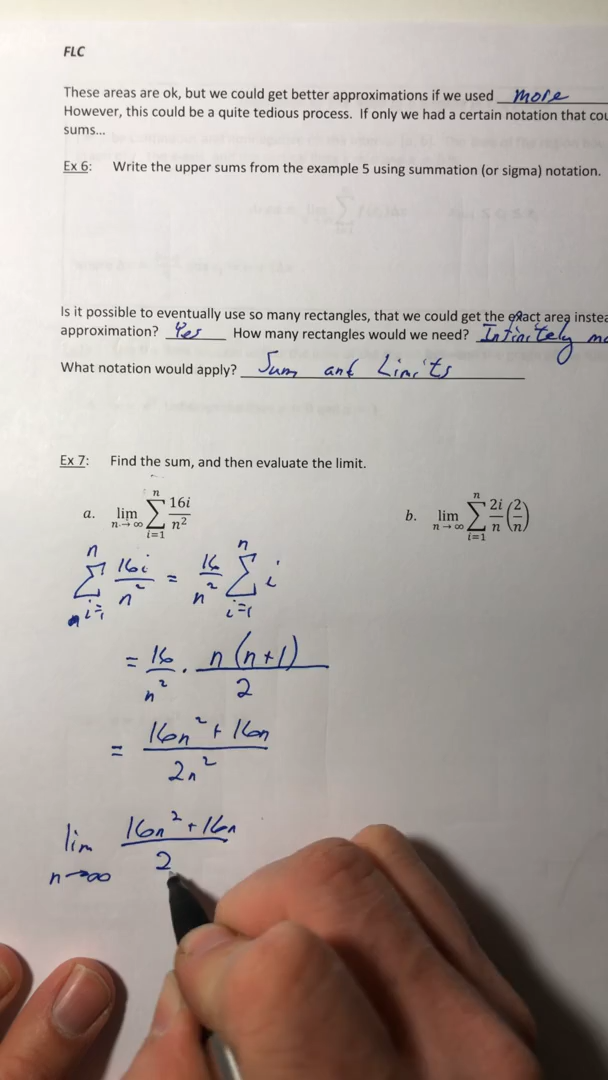 FLC
These areas are ok, but we could get better approximations if we used more
However, this could be a quite tedious process. If only we had a certain notation that cou
sums...
Ex 6: Write the upper sums from the example 5 using summation (or sigma) notation.
Is it possible to eventually use so many rectangles, that we could get the exact area instea
approximation? Yes How many rectangles would we need? Infinitely mo
What notation would apply? Sum and Limits
Ex 7: Find the sum, and then evaluate the limit.
a. lim n→∞ ∑ i=1 n 16i/n²
b. lim n→∞ ∑ i=1 n 2i/n (2/n)
∑ i=1 n 16i/n² = 16/n² ∑ i=1 n i
= 16/n² · n(n+1)/2
= 16n² + 16n / 2n²
lim n→∞ 16n² + 16n / 2